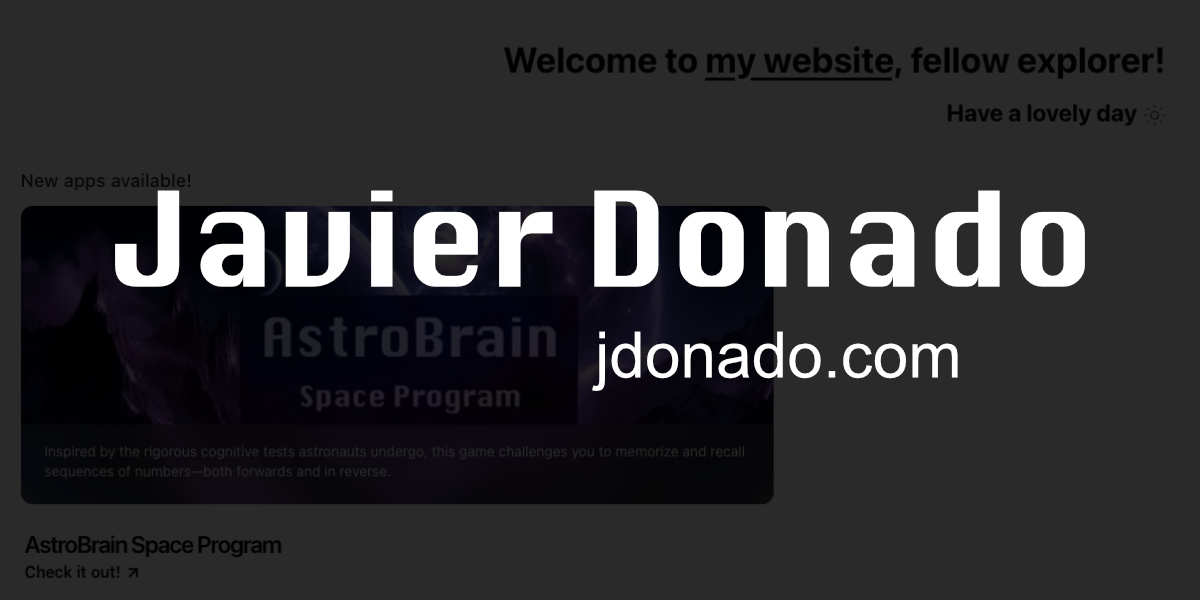 Welcome to my website, fellow explorer!
Have a lovely day
New apps available!
Javier Donado
jdonado.com
AstroBrain
Space Program
Inspired by the rigorous cognitive tests astronauts undergo, this game challenges you to memorize and recall
sequences of numbers—both forwards and in reverse.
AstroBrain Space Program
Check it out! ↗